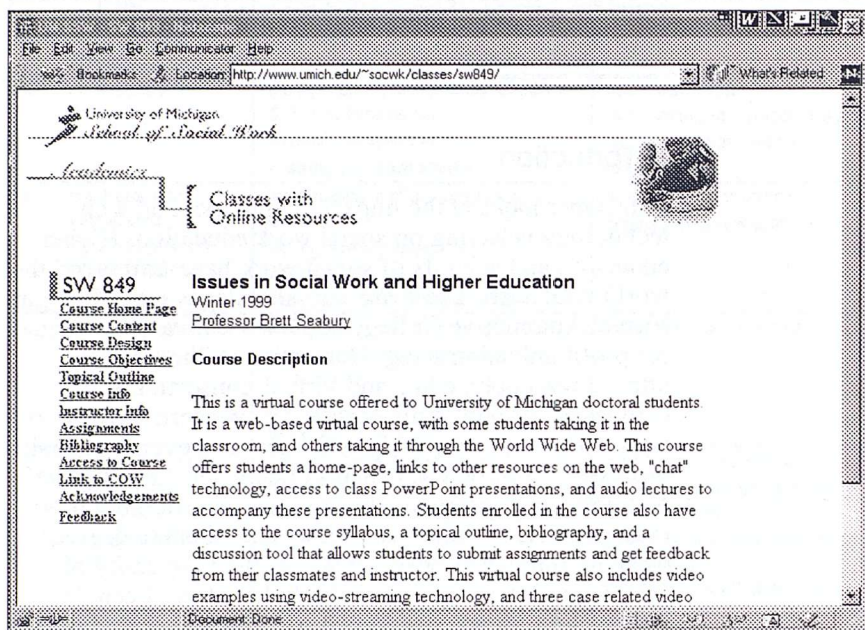 File Edit View Go Communicator Help
Bookmarks Location: http://www.umich.edu/~socwk/classes/sw849/ What's Related
University of Michigan
School of Social Work
Academics
Classes with
Online Resources
SW 849
Course Home Page
Course Content
Course Design
Course Objectives
Topical Outline
Course Info
Instructor Info
Assignments
Bibliography
Access to Course
Link to COW
Acknowledgements
Feedback
Issues in Social Work and Higher Education
Winter 1999
Professor Brett Seabury
Course Description
This is a virtual course offered to University of Michigan doctoral students.
It is a web-based virtual course, with some students taking it in the
classroom, and others taking it through the World Wide Web. This course
offers students a home-page, links to other resources on the web, "chat"
technology, access to class PowerPoint presentations, and audio lectures to
accompany these presentations. Students enrolled in the course also have
access to the course syllabus, a topical outline, bibliography, and a
discussion tool that allows students to submit assignments and get feedback
from their classmates and instructor. This virtual course also includes video
examples using video-streaming technology, and three case related video
Document: Done